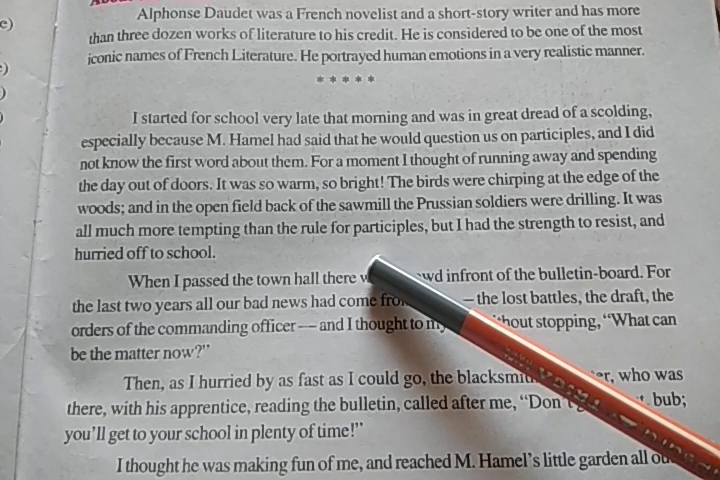 e)
Alphonse Daudet was a French novelist and a short-story writer and has more
than three dozen works of literature to his credit. He is considered to be one of the most
iconic names of French Literature. He portrayed human emotions in a very realistic manner.
* * * * *
I started for school very late that morning and was in great dread of a scolding,
especially because M. Hamel had said that he would question us on participles, and I did
not know the first word about them. For a moment I thought of running away and spending
the day out of doors. It was so warm, so bright! The birds were chirping at the edge of the
woods; and in the open field back of the sawmill the Prussian soldiers were drilling. It was
all much more tempting than the rule for participles, but I had the strength to resist, and
hurried off to school.
When I passed the town hall there infront of the bulletin-board. For
the last two years all our bad news had come — the lost battles, the draft, the
orders of the commanding officer — and I thought to stopping, “What can
be the matter now?”
Then, as I hurried by as fast as I could go, the who was
there, with his apprentice, reading the bulletin, called after me, bub;
you’ll get to your school in plenty of time!”
I thought he was making fun of me, and reached M. Hamel’s little garden all